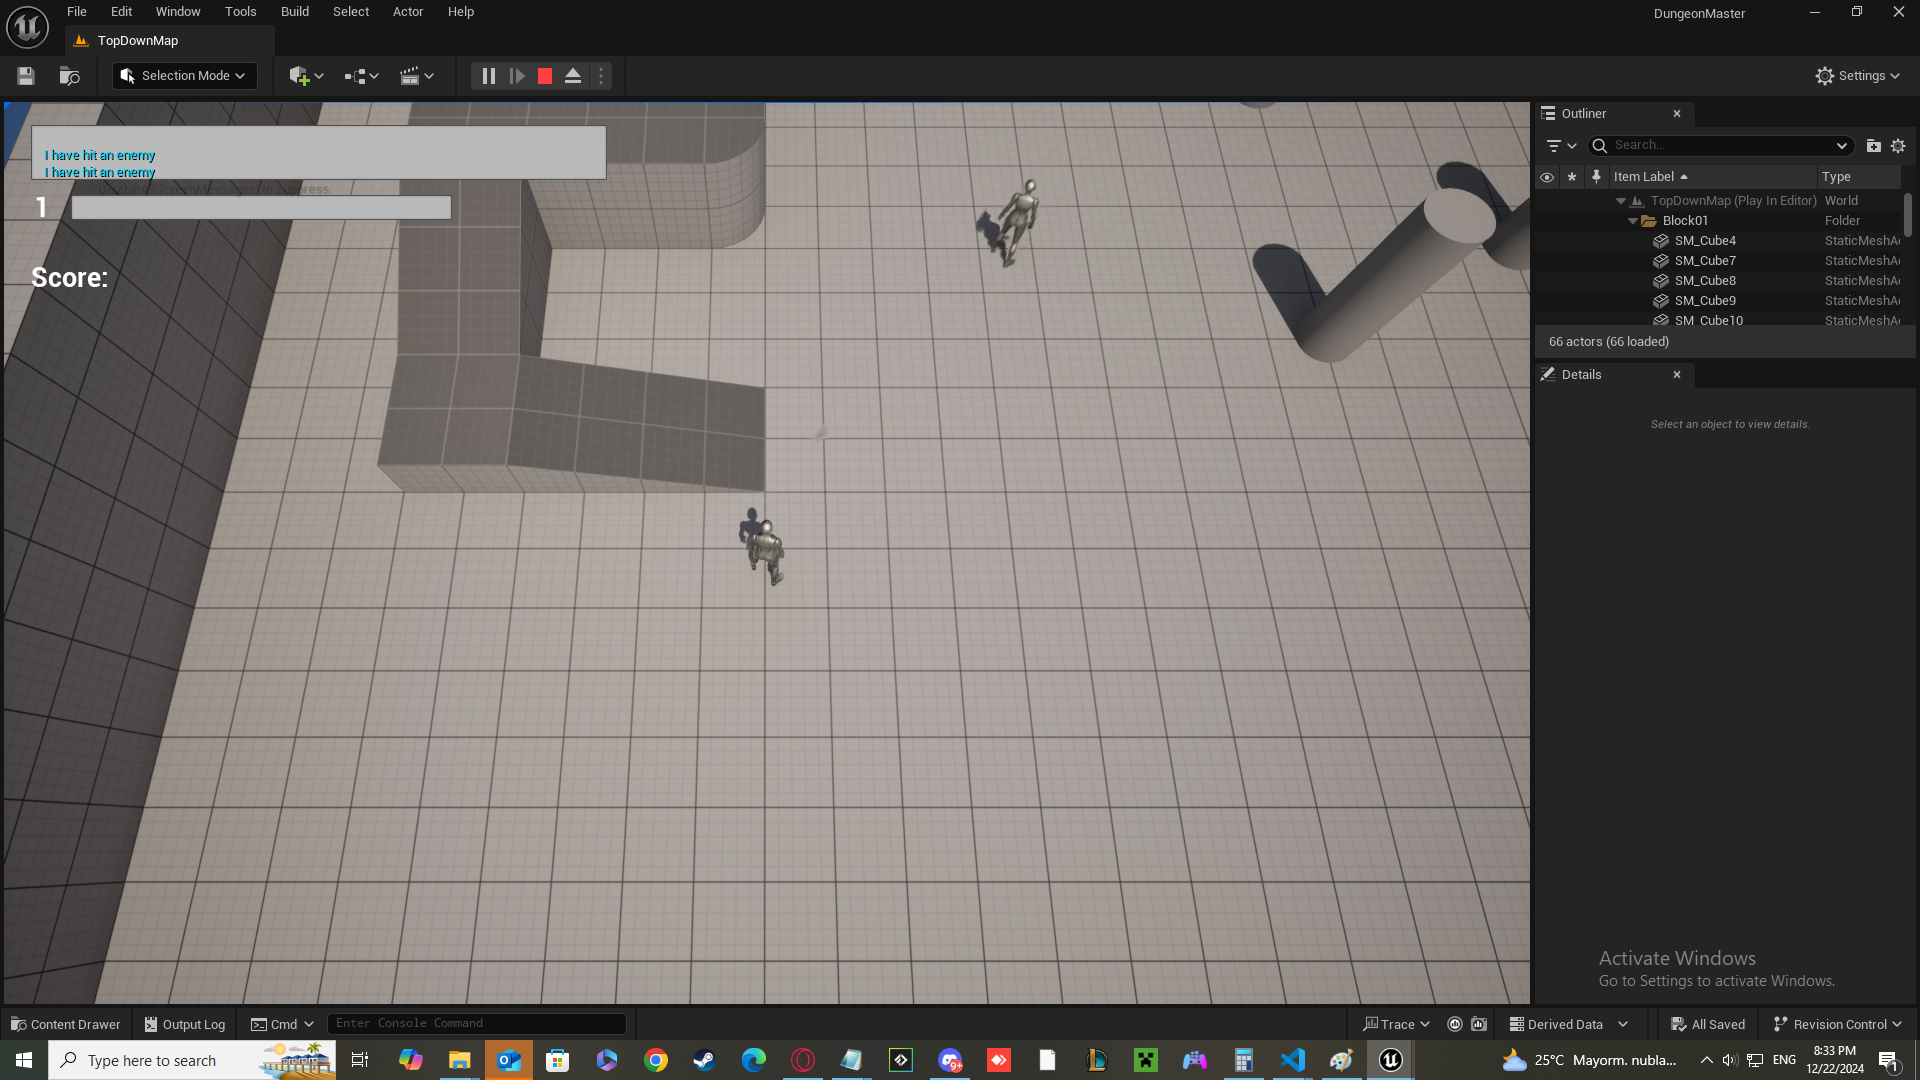 File Edit Window Tools Build Select Actor Help
DungeonMaster
TopDownMap
Selection Mode
Settings
I have hit an enemy
I have hit an enemy
1
Score:
Outliner
Search...
Item Label Type
TopDownMap (Play In Editor) World
Block01 Folder
SM_Cube4 StaticMeshA
SM_Cube7 StaticMeshA
SM_Cube8 StaticMeshA
SM_Cube9 StaticMeshA
SM_Cube10 StaticMeshA
66 actors (66 loaded)
Details
Select an object to view details.
Activate Windows
Go to Settings to activate Windows.
Content Drawer Output Log Cmd Enter Console Command Trace Derived Data All Saved Revision Control
Type here to search
9+
25°C Mayorm. nubla...
ENG
8:33 PM
12/22/2024
1